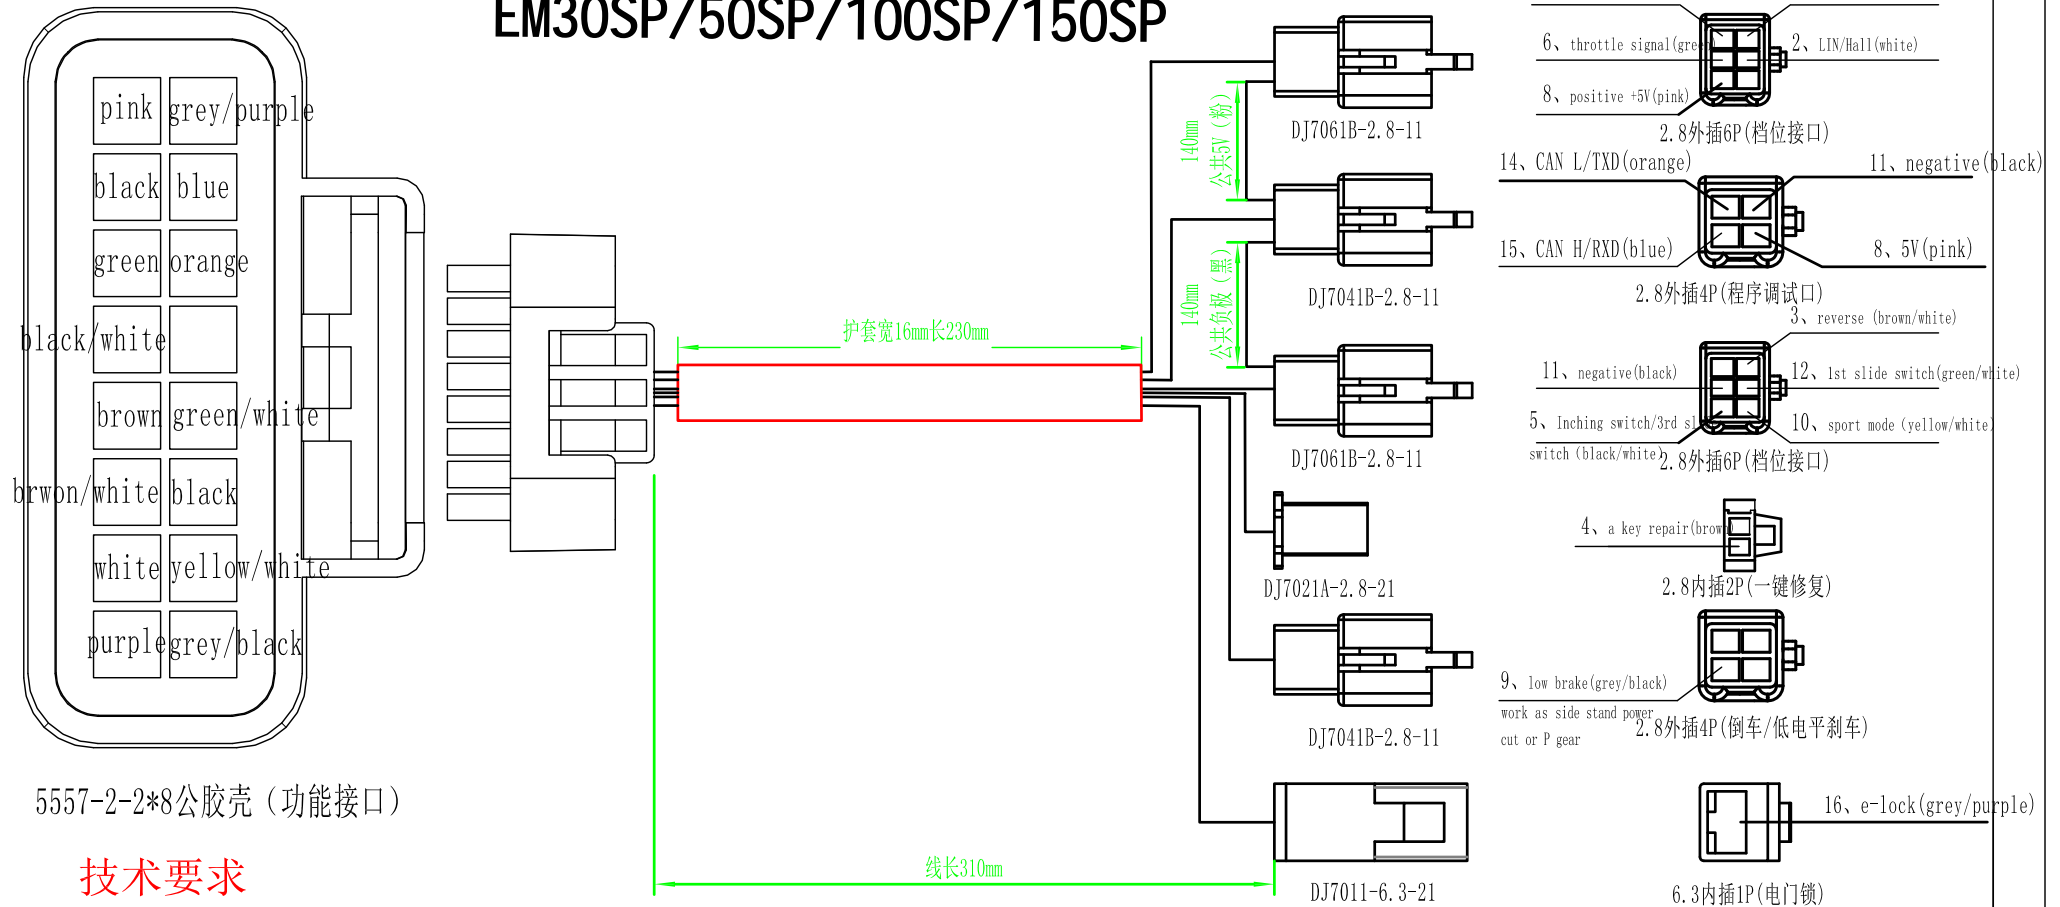 EM30SP/50SP/100SP/150SP
pink grey/purple
black blue
green orange
black/white
brown green/white
brwon/white black
white yellow/white
purple grey/black
5557-2-2*8公胶壳（功能接口）
技术要求
护套宽16mm长230mm
线长310mm
140mm
公共5V（粉）
140mm
公共负极（黑）
DJ7061B-2.8-11
DJ7041B-2.8-11
DJ7061B-2.8-11
DJ7021A-2.8-21
DJ7041B-2.8-11
DJ7011-6.3-21
6、throttle signal(green)
2、LIN/Hall(white)
8、positive +5V(pink)
2.8外插6P(档位接口)
14、CAN L/TXD(orange)
11、negative(black)
15、CAN H/RXD(blue)
8、5V(pink)
2.8外插4P(程序调试口)
3、reverse (brown/white)
11、negative(black)
12、1st slide switch(green/white)
5、Inching switch/3rd sl
switch (black/white)
10、sport mode (yellow/white)
2.8外插6P(档位接口)
4、a key repair(brown)
2.8内插2P(一键修复)
9、low brake(grey/black)
work as side stand power
cut or P gear
2.8外插4P(倒车/低电平刹车)
16、e-lock(grey/purple)
6.3内插1P(电门锁)